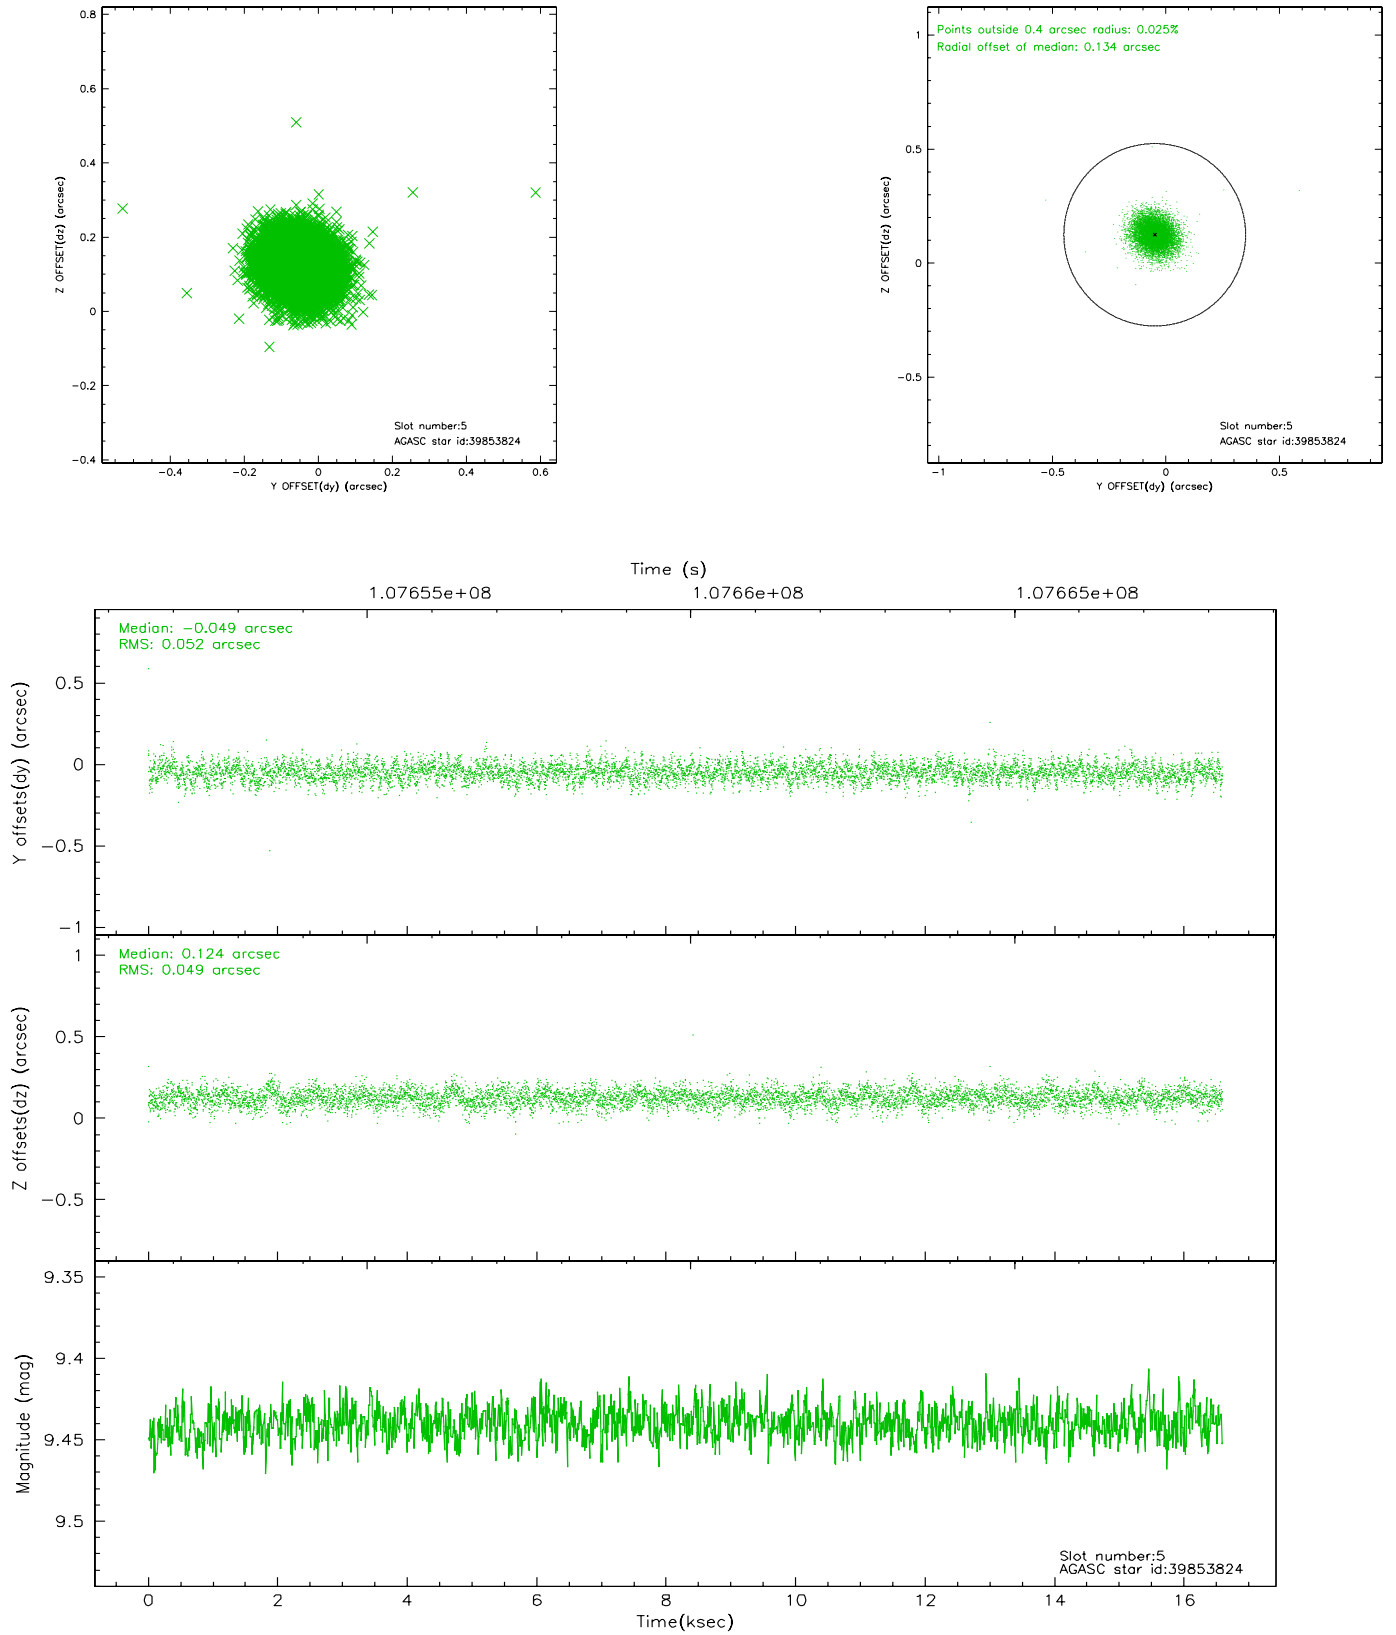 0.8
0.6
0.4
0.2
0
−0.2
−0.4
Z OFFSET(dz) (arcsec)
−0.4 −0.2 0 0.2 0.4 0.6
Y OFFSET(dy) (arcsec)
Slot number:5
AGASC star id:39853824
Points outside 0.4 arcsec radius: 0.025%
Radial offset of median: 0.134 arcsec
1
0.5
0
−0.5
Z OFFSET(dz) (arcsec)
−1 −0.5 0 0.5
Y OFFSET(dy) (arcsec)
Slot number:5
AGASC star id:39853824
Time (s)
1.07655e+08 1.0766e+08 1.07665e+08
Median: −0.049 arcsec
RMS: 0.052 arcsec
0.5
0
−0.5
−1
Y offsets(dy) (arcsec)
Median: 0.124 arcsec
RMS: 0.049 arcsec
1
0.5
0
−0.5
Z offsets(dz) (arcsec)
9.35
9.4
9.45
9.5
Magnitude (mag)
Slot number:5
AGASC star id:39853824
0 2 4 6 8 10 12 14 16
Time(ksec)